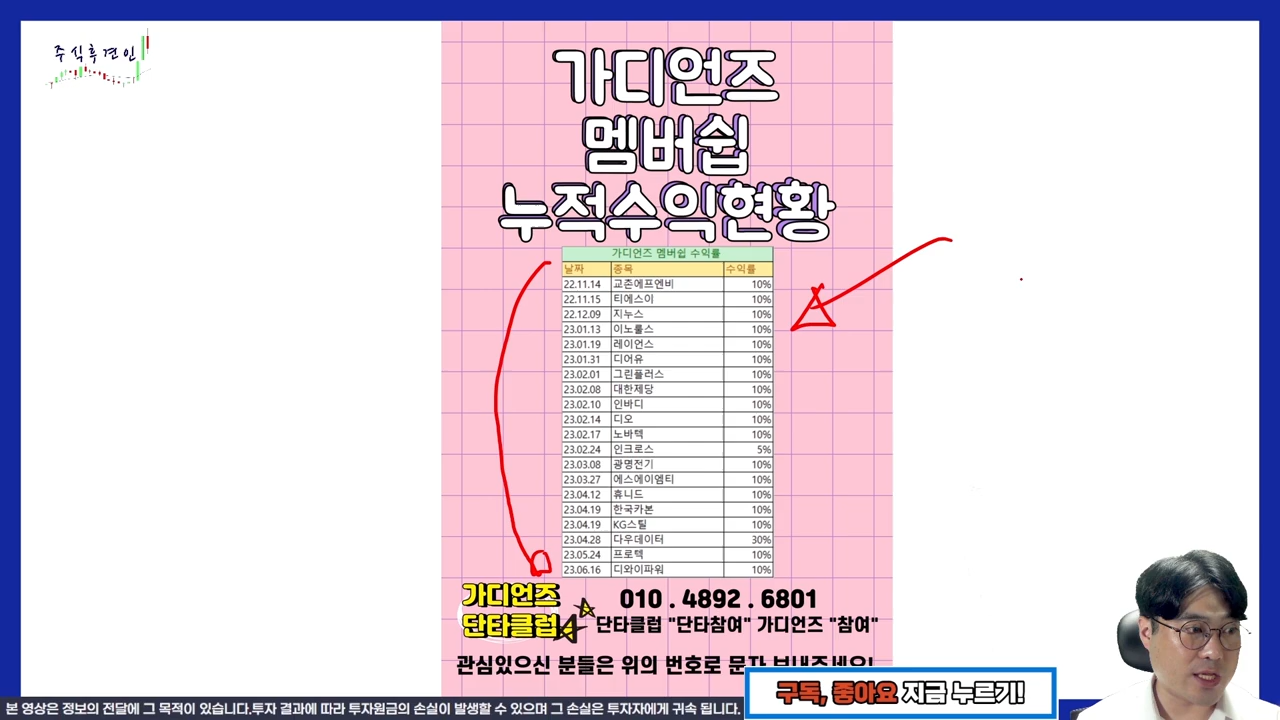 주식후견인
가디언즈
멤버쉽
누적수익현황
가디언즈 멤버쉽 수익률
날짜 종목 수익률
22.11.14 교촌에프엔비 10%
22.11.15 티에스이 10%
22.12.09 지누스 10%
23.01.13 이노룰스 10%
23.01.19 레이언스 10%
23.01.31 디어유 10%
23.02.01 그린플러스 10%
23.02.08 대한제당 10%
23.02.10 인바디 10%
23.02.14 디오 10%
23.02.17 노바텍 10%
23.02.24 인크로스 5%
23.03.08 광명전기 10%
23.03.27 에스에이엠티 10%
23.04.12 휴니드 10%
23.04.19 한국카본 10%
23.04.19 KG스틸 10%
23.04.28 다우데이타 30%
23.05.24 프로텍 10%
23.06.16 디와이파워 10%
가디언즈
단타클럽
010 . 4892 . 6801
단타클럽 "단타참여" 가디언즈 "참여"
관심있으신 분들은 위의 번호로 문자 보내주세요!
구독, 좋아요 지금 누르기!
본 영상은 정보의 전달에 그 목적이 있습니다.투자 결과에 따라 투자원금의 손실이 발생할 수 있으며 그 손실은 투자자에게 귀속 됩니다.